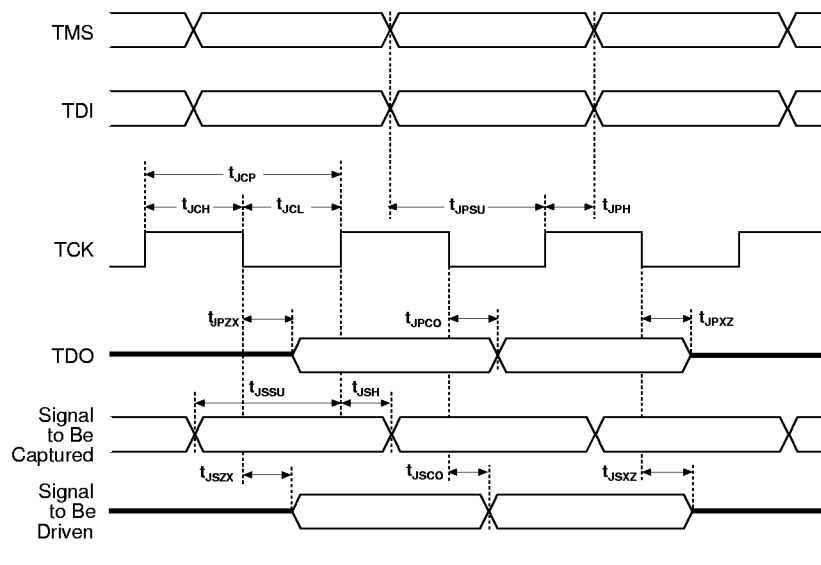 TMS
TDI
tJCP
tJCH tJCL tJPSU tJPH
TCK
tJPZX tJPCO tJPXZ
TDO
tJSSU tJSH
Signal
to Be
Captured
tJSZX tJSCO tJSXZ
Signal
to Be
Driven